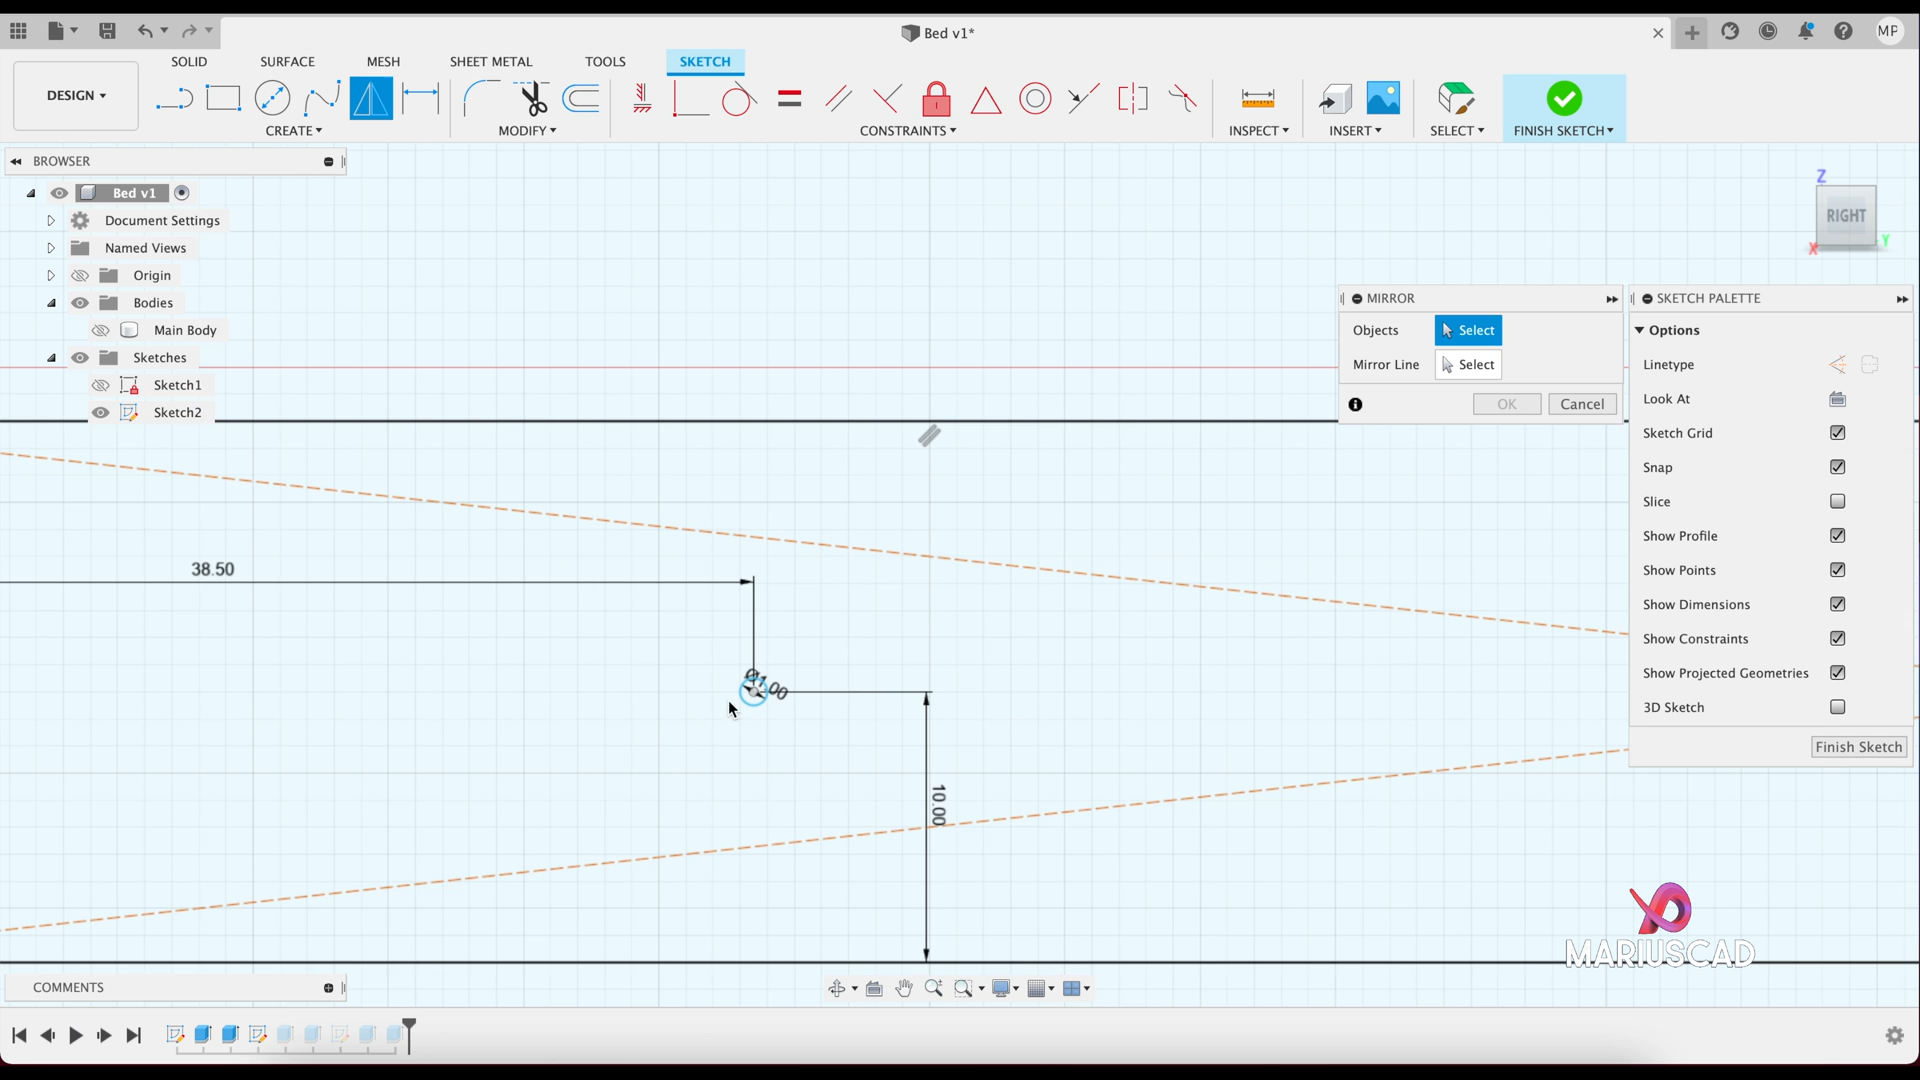 Bed v1*
MP
SOLID
SURFACE
MESH
SHEET METAL
TOOLS
SKETCH
DESIGN
CREATE
MODIFY
CONSTRAINTS
INSPECT
INSERT
SELECT
FINISH SKETCH
BROWSER
Bed v1
Document Settings
Named Views
Origin
Bodies
Main Body
Sketches
Sketch1
Sketch2
Z
RIGHT
X
Y
MIRROR
Objects
Select
Mirror Line
Select
OK
Cancel
SKETCH PALETTE
Options
Linetype
Look At
Sketch Grid
Snap
Slice
Show Profile
Show Points
Show Dimensions
Show Constraints
Show Projected Geometries
3D Sketch
Finish Sketch
38.50
Ø1.00
10.00
MARIUSCAD
COMMENTS